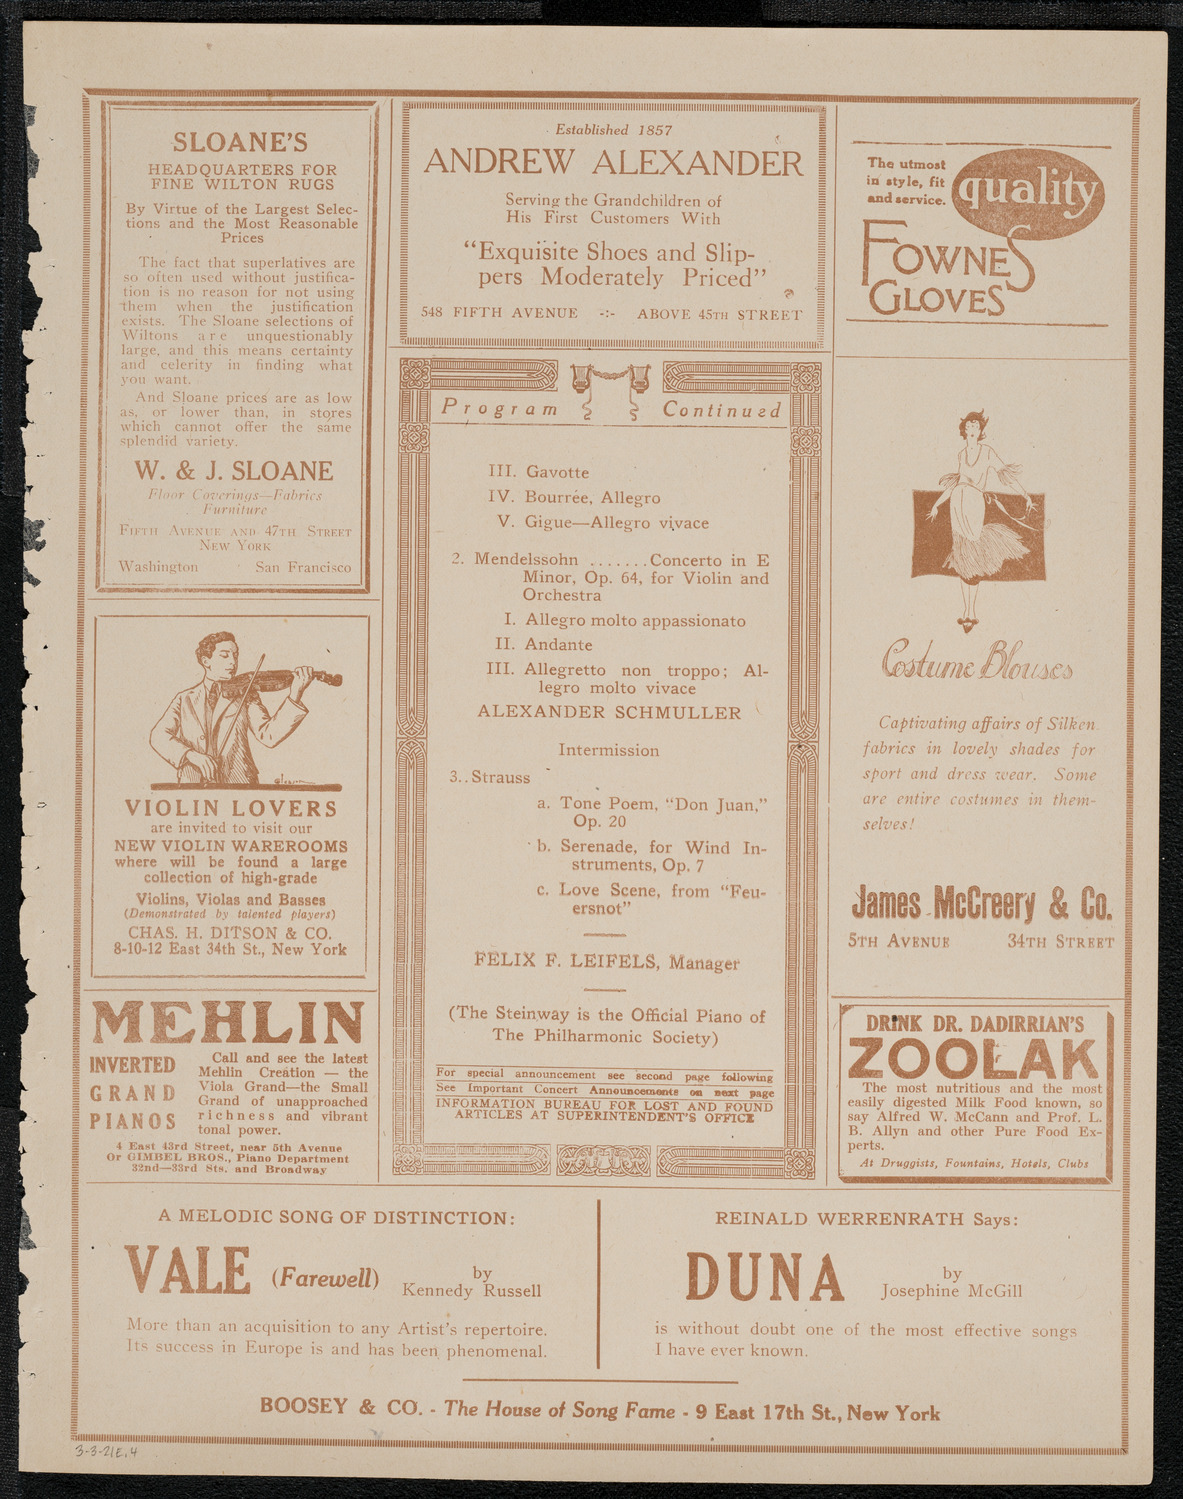 SLOANE'S
HEADQUARTERS FOR
FINE WILTON RUGS
By Virtue of the Largest Selec-
tions and the Most Reasonable
Prices
The fact that superlatives are
so often used without justifica-
tion is no reason for not using
them when the justification
exists. The Sloane selections of
Wiltons are unquestionably
large, and this means certainty
and celerity in finding what
you want.
And Sloane prices are as low
as, or lower than, in stores
which cannot offer the same
splendid variety.
W. & J. SLOANE
Floor Coverings—Fabrics
Furniture
FIFTH AVENUE AND 47TH STREET
NEW YORK
Washington San Francisco
VIOLIN LOVERS
are invited to visit our
NEW VIOLIN WAREROOMS
where will be found a large
collection of high-grade
Violins, Violas and Basses
(Demonstrated by talented players)
CHAS. H. DITSON & CO.
8-10-12 East 34th St., New York
MEHLIN
INVERTED
GRAND
PIANOS
Call and see the latest
Mehlin Creation — the
Viola Grand—the Small
Grand of unapproached
richness and vibrant
tonal power.
4 East 43rd Street, near 5th Avenue
Or GIMBEL BROS., Piano Department
32nd—33rd Sts. and Broadway
Established 1857
ANDREW ALEXANDER
Serving the Grandchildren of
His First Customers With
"Exquisite Shoes and Slip-
pers Moderately Priced"
548 FIFTH AVENUE -:- ABOVE 45TH STREET
Program Continued
III. Gavotte
IV. Bourrée, Allegro
V. Gigue—Allegro vivace
2. Mendelssohn .......Concerto in E
Minor, Op. 64, for Violin and
Orchestra
I. Allegro molto appassionato
II. Andante
III. Allegretto non troppo; Al-
legro molto vivace
ALEXANDER SCHMULLER
Intermission
3..Strauss
a. Tone Poem, "Don Juan,"
Op. 20
b. Serenade, for Wind In-
struments, Op. 7
c. Love Scene, from "Feu-
ersnot"
FELIX F. LEIFELS, Manager
(The Steinway is the Official Piano of
The Philharmonic Society)
For special announcement see second page following
See Important Concert Announcements on next page
INFORMATION BUREAU FOR LOST AND FOUND
ARTICLES AT SUPERINTENDENT'S OFFICE
The utmost
in style, fit
and service.
quality
FOWNES
GLOVES
Costume Blouses
Captivating affairs of Silken
fabrics in lovely shades for
sport and dress wear. Some
are entire costumes in them-
selves!
James McCreery & Co.
5TH AVENUE 34TH STREET
DRINK DR. DADIRRIAN'S
ZOOLAK
The most nutritious and the most
easily digested Milk Food known, so
say Alfred W. McCann and Prof. L.
B. Allyn and other Pure Food Ex-
perts.
At Druggists, Fountains, Hotels, Clubs
A MELODIC SONG OF DISTINCTION:
VALE (Farewell) by
Kennedy Russell
More than an acquisition to any Artist's repertoire.
Its success in Europe is and has been phenomenal.
REINALD WERRENRATH Says:
DUNA by
Josephine McGill
is without doubt one of the most effective songs
I have ever known.
BOOSEY & CO. - The House of Song Fame - 9 East 17th St., New York
3-3-21E.4